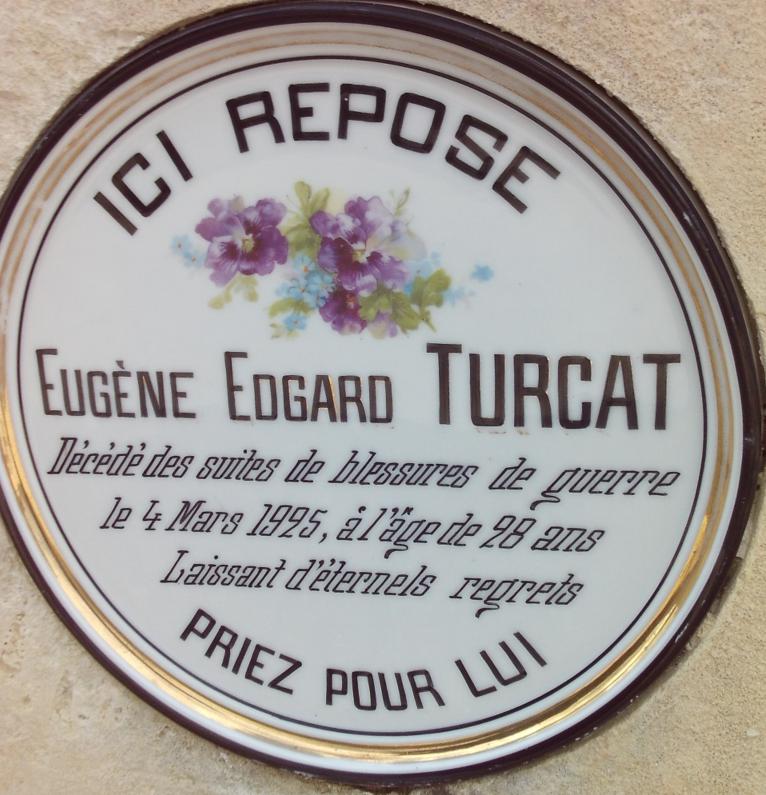 ICI REPOSE
EUGÈNE EDGARD TURCAT
Décédé des suites de blessures de guerre
le 4 Mars 1925, à l'âge de 28 ans
Laissant d'éternels regrets
PRIEZ POUR LUI